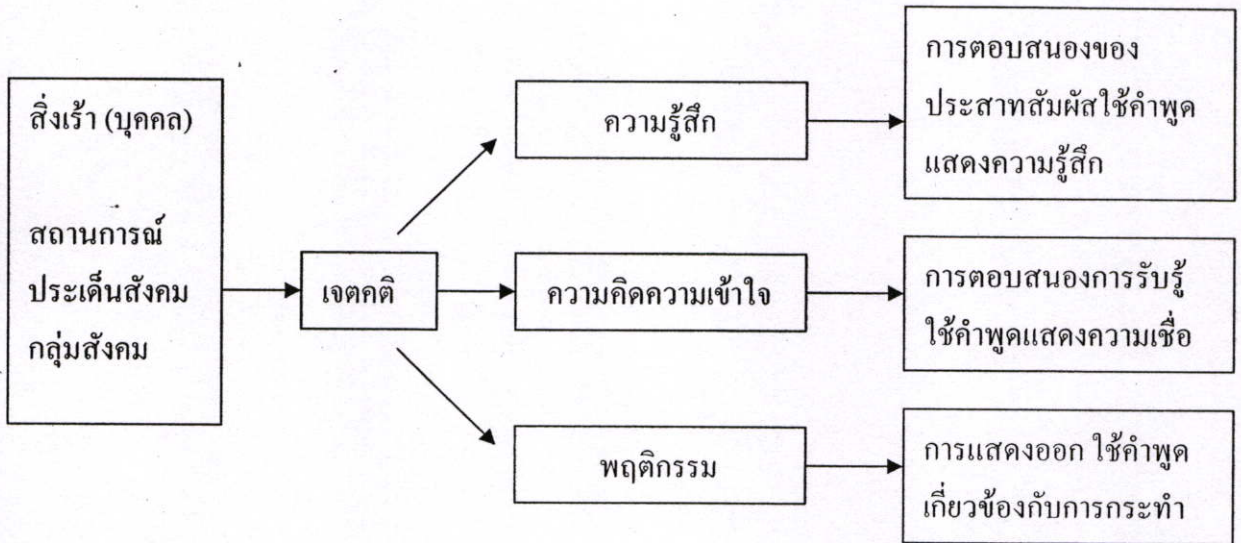 สิ่งเร้า (บุคคล)
สถานการณ์
ประเด็นสังคม
กลุ่มสังคม
เจตคติ
ความรู้สึก
ความคิดความเข้าใจ
พฤติกรรม
การตอบสนองของ
ประสาทสัมผัสใช้คำพูด
แสดงความรู้สึก
การตอบสนองการรับรู้
ใช้คำพูดแสดงความเชื่อ
การแสดงออก ใช้คำพูด
เกี่ยวข้องกับการกระทำ